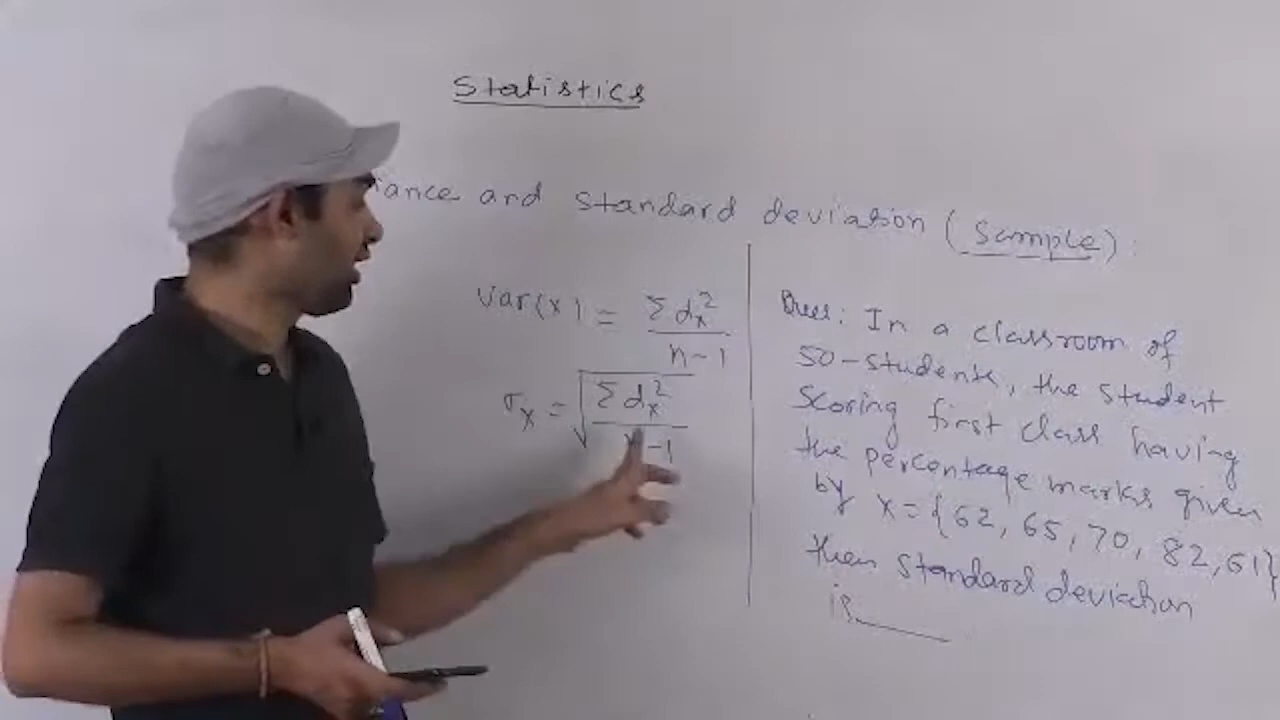 Statistics
iance and standard deviation (sample):
var(x) = Σdx²/n-1
σx = √Σdx²/n-1
Ques: In a classroom of
50-students, the student
scoring first class having
the percentage marks given
by x={62, 65, 70, 82, 61}
then standard deviation
is